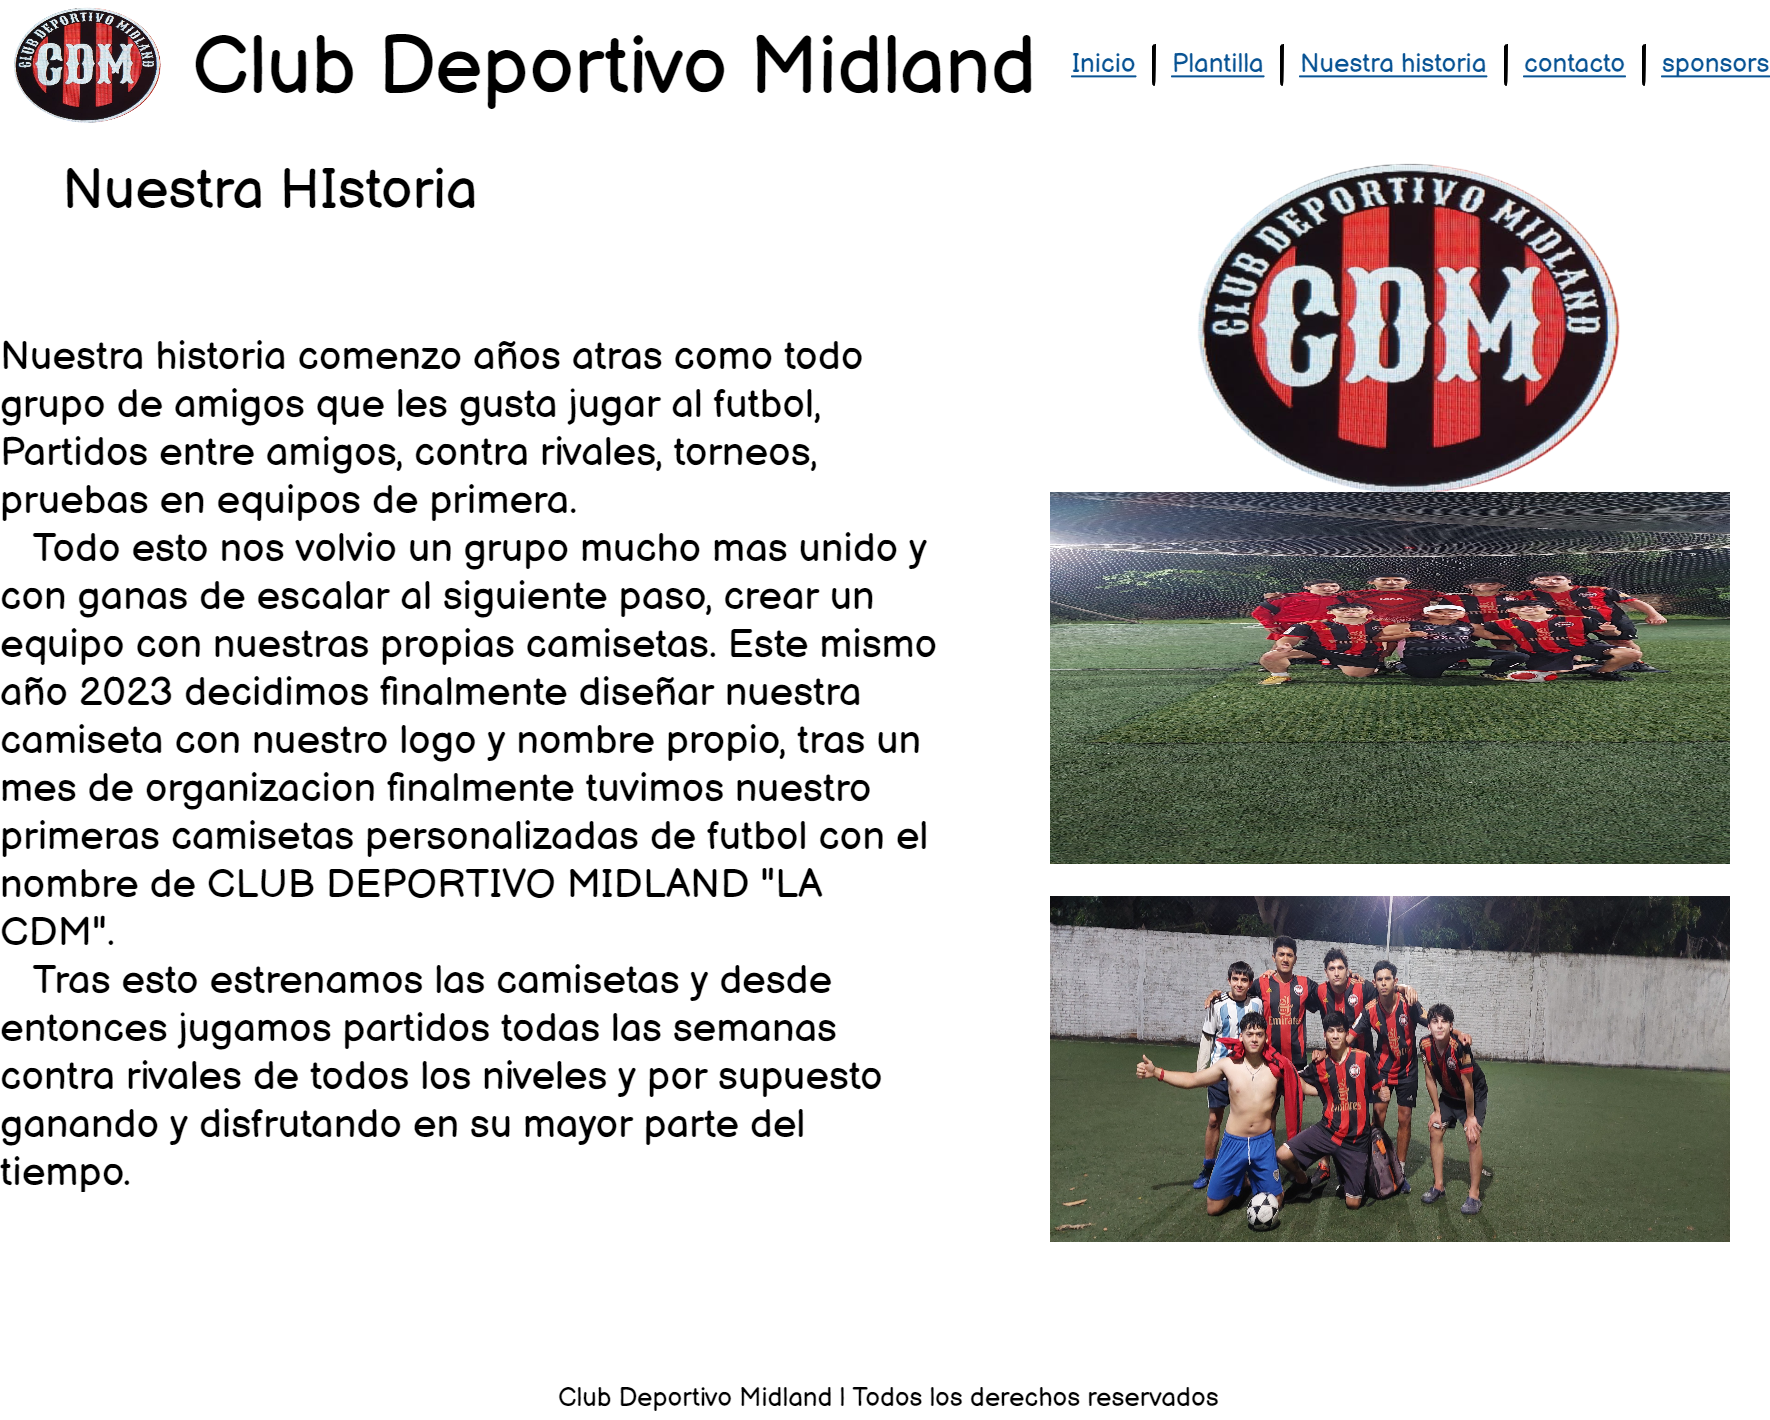 CLUB DEPORTIVO MIDLAND
CDM
Club Deportivo Midland
Inicio | Plantilla | Nuestra historia | contacto | sponsors
Nuestra HIstoria
CLUB DEPORTIVO MIDLAND
CDM
Nuestra historia comenzo años atras como todo
grupo de amigos que les gusta jugar al futbol,
Partidos entre amigos, contra rivales, torneos,
pruebas en equipos de primera.
Todo esto nos volvio un grupo mucho mas unido y
con ganas de escalar al siguiente paso, crear un
equipo con nuestras propias camisetas. Este mismo
año 2023 decidimos finalmente diseñar nuestra
camiseta con nuestro logo y nombre propio, tras un
mes de organizacion finalmente tuvimos nuestro
primeras camisetas personalizadas de futbol con el
nombre de CLUB DEPORTIVO MIDLAND "LA
CDM".
Tras esto estrenamos las camisetas y desde
entonces jugamos partidos todas las semanas
contra rivales de todos los niveles y por supuesto
ganando y disfrutando en su mayor parte del
tiempo.
Emirates
Emirates
Club Deportivo Midland | Todos los derechos reservados